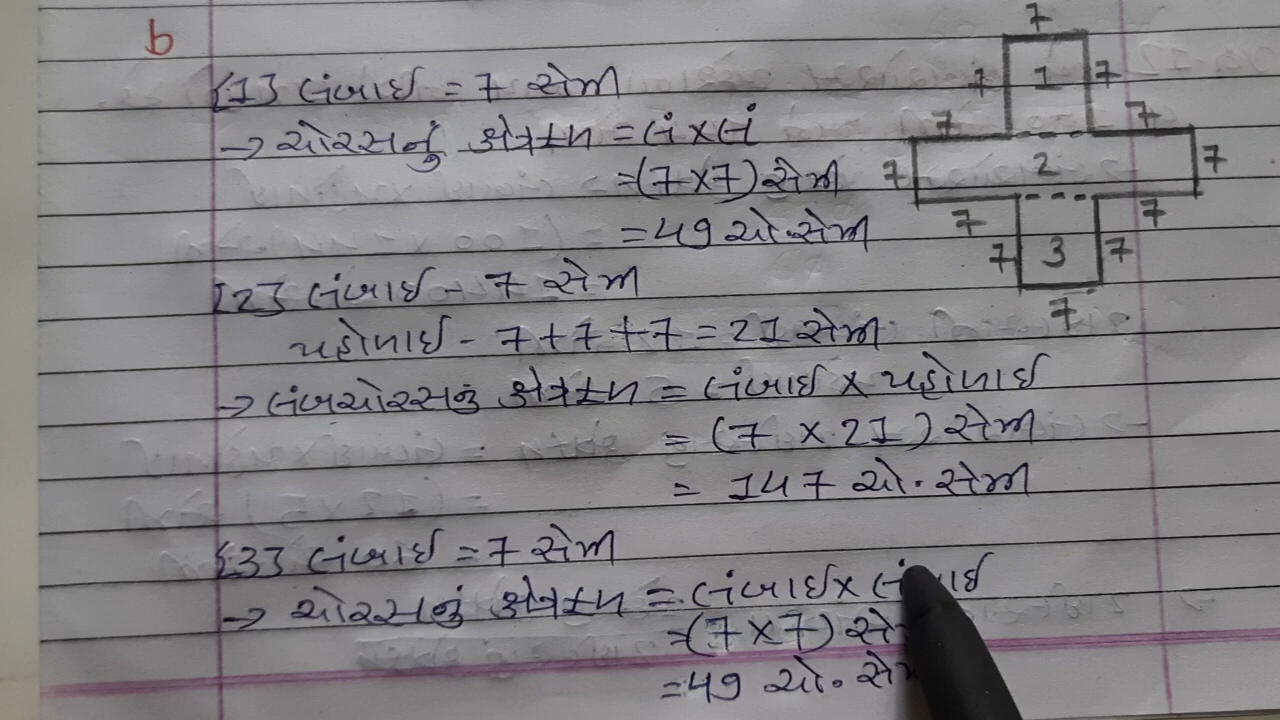 b
{1} લંબાઈ = 7 સેમી
→ ચોરસનું ક્ષેત્રફળ = લં × લં
= (7 × 7) સેમી
= 49 ચો.સેમી
[2] લંબાઈ - 7 સેમી
પહોળાઈ - 7 + 7 + 7 = 21 સેમી
→ લંબચોરસનું ક્ષેત્રફળ = લંબાઈ × પહોળાઈ
= (7 × 21) સેમી
= 147 ચો. સેમી
{3} લંબાઈ = 7 સેમી
→ ચોરસનું ક્ષેત્રફળ = લંબાઈ × લંબાઈ
= (7 × 7) સે
= 49 ચો. સેમ
7
7 1 7
7 7
7 2 7
7 7
7 3 7
7